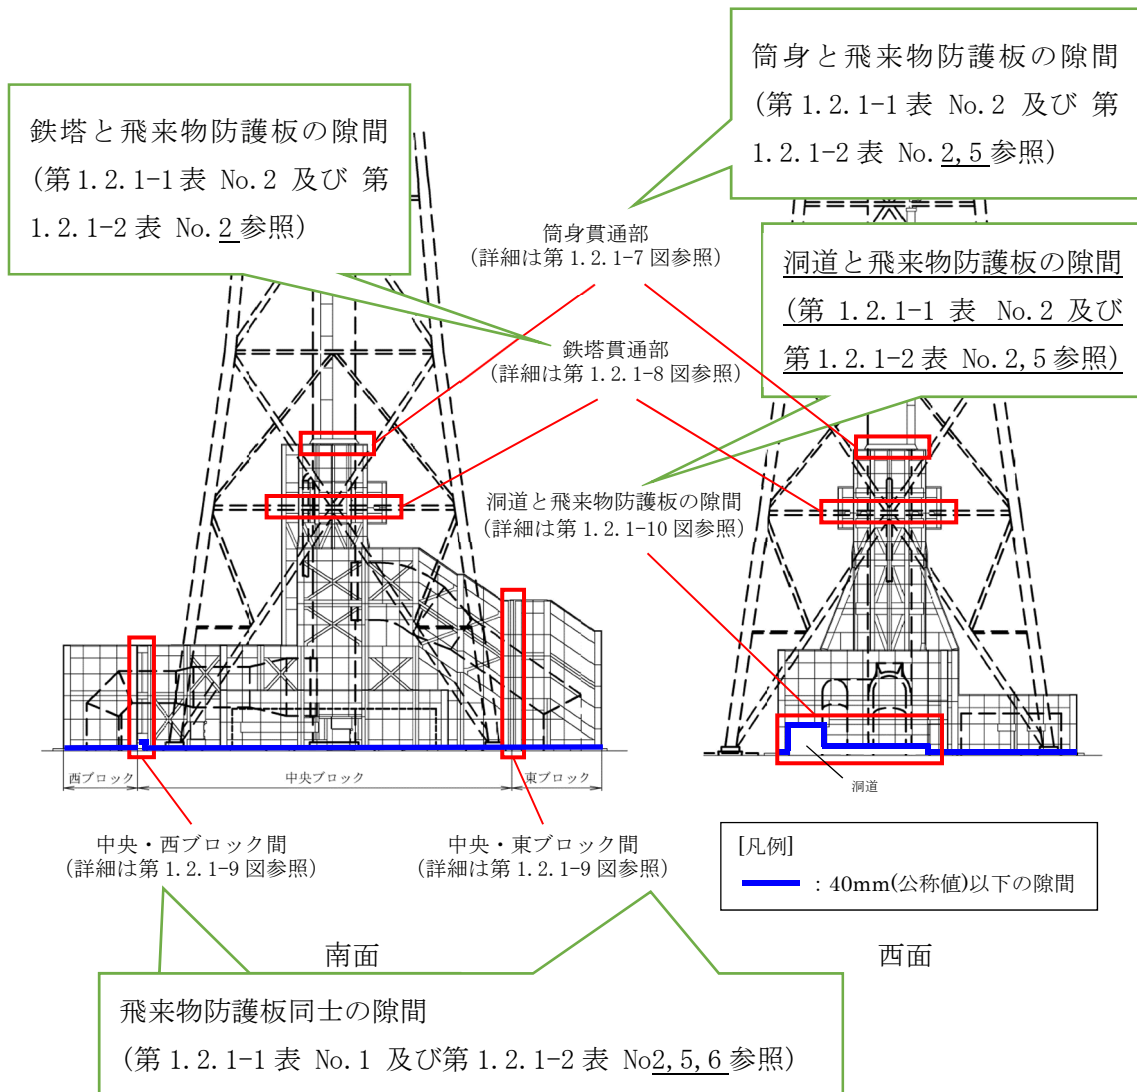 筒身と飛来物防護板の隙間
(第1.2.1-1表 No.2 及び 第
1.2.1-2表 No.2,5参照)
鉄塔と飛来物防護板の隙間
(第1.2.1-1表 No.2 及び 第
1.2.1-2表 No.2参照)
筒身貫通部
(詳細は第1.2.1-7図参照)
洞道と飛来物防護板の隙間
(第 1.2.1-1 表 No.2 及び
第1.2.1-2表 No.2,5参照)
鉄塔貫通部
(詳細は第1.2.1-8図参照)
洞道と飛来物防護板の隙間
(詳細は第1.2.1-10図参照)
西ブロック
中央ブロック
東ブロック
洞道
中央・西ブロック間
(詳細は第1.2.1-9図参照)
中央・東ブロック間
(詳細は第1.2.1-9図参照)
[凡例]
：40mm(公称値)以下の隙間
南面
西面
飛来物防護板同士の隙間
(第1.2.1-1表 No.1 及び第1.2.1-2表 No2,5,6参照)